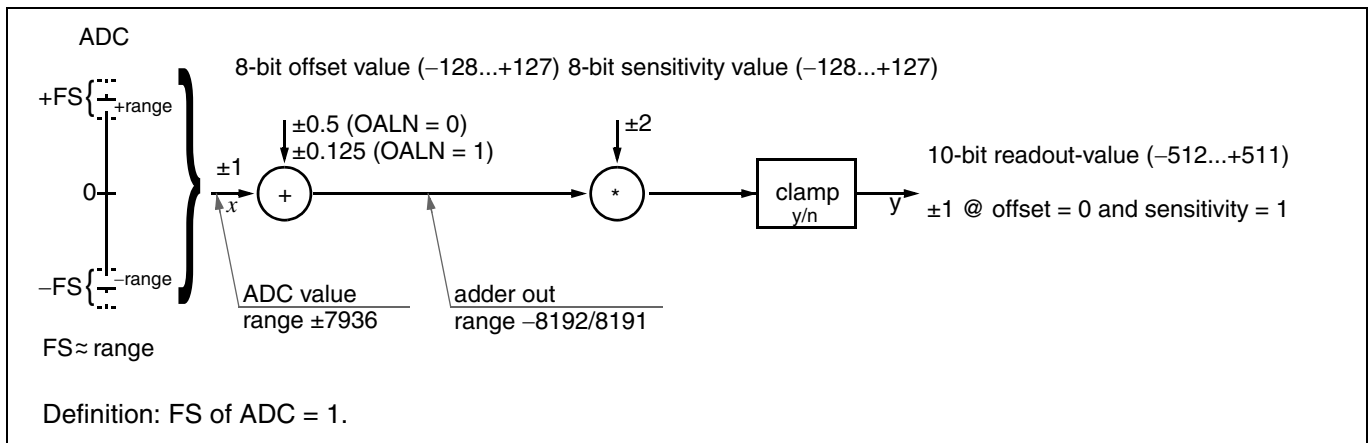 ADC
8-bit offset value (−128...+127) 8-bit sensitivity value (−128...+127)
+FS{
+range
±0.5 (OALN = 0)
±0.125 (OALN = 1)
±2
±1
10-bit readout-value (−512...+511)
0
x
+
*
clamp
y/n
y
±1 @ offset = 0 and sensitivity = 1
−FS{
−range
ADC value
range ±7936
adder out
range −8192/8191
FS≈ range
Definition: FS of ADC = 1.